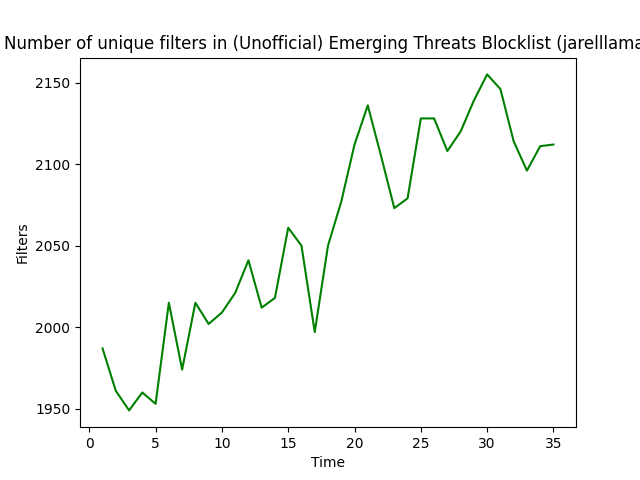 Number of unique filters in (Unofficial) Emerging Threats Blocklist (jarelllama
2150
2100
2050
2000
1950
Filters
0 5 10 15 20 25 30 35
Time